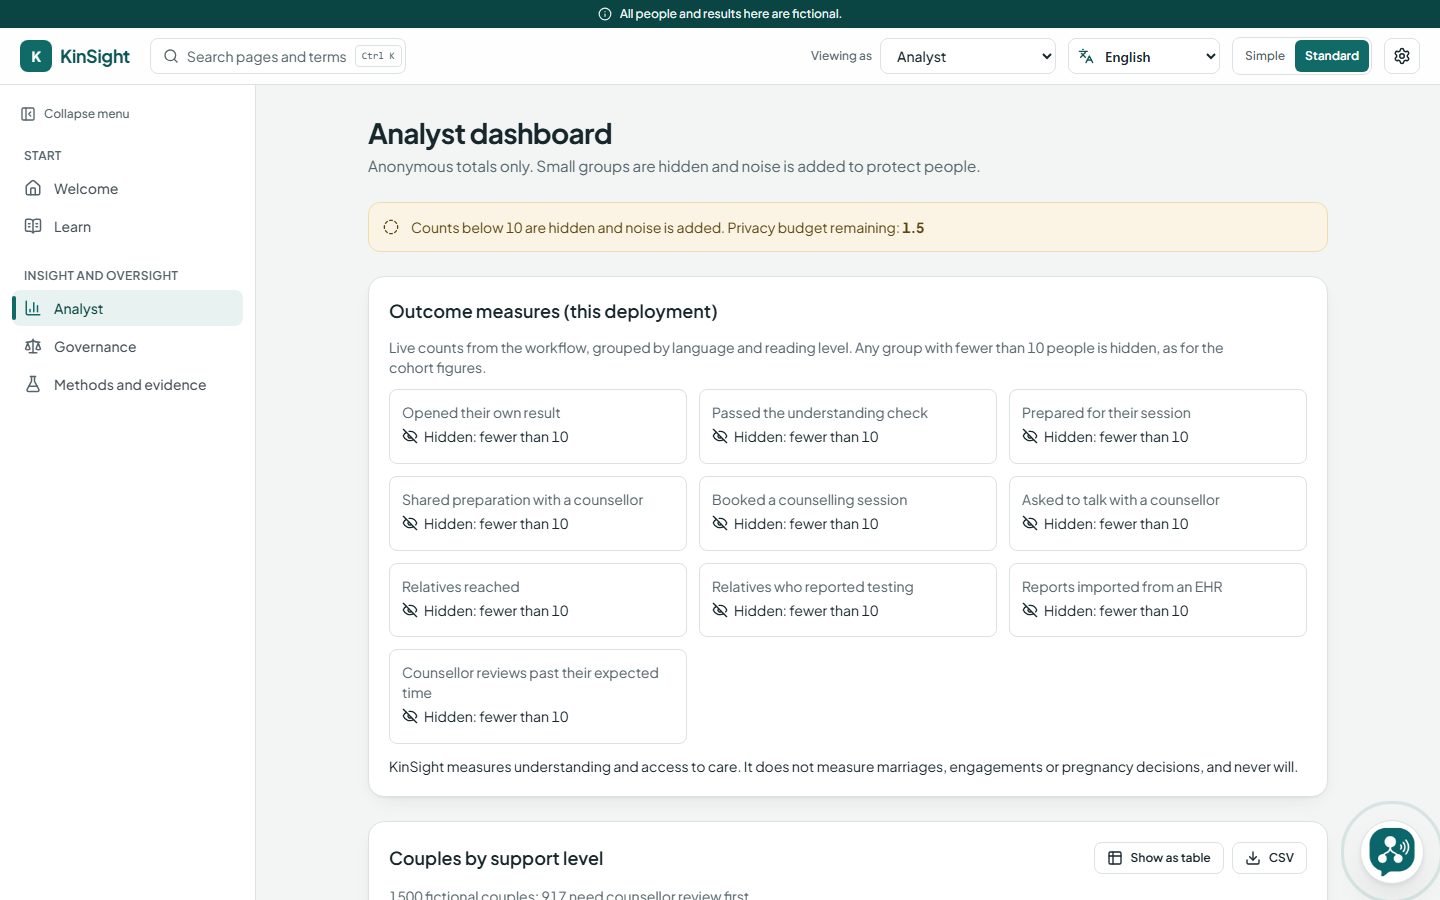 All people and results here are fictional.
K KinSight
Search pages and terms Ctrl K
Viewing as Analyst English Simple Standard
Collapse menu
START
Welcome
Learn
INSIGHT AND OVERSIGHT
Analyst
Governance
Methods and evidence
Analyst dashboard
Anonymous totals only. Small groups are hidden and noise is added to protect people.
Counts below 10 are hidden and noise is added. Privacy budget remaining: 1.5
Outcome measures (this deployment)
Live counts from the workflow, grouped by language and reading level. Any group with fewer than 10 people is hidden, as for the
cohort figures.
Opened their own result
Hidden: fewer than 10
Passed the understanding check
Hidden: fewer than 10
Prepared for their session
Hidden: fewer than 10
Shared preparation with a counsellor
Hidden: fewer than 10
Booked a counselling session
Hidden: fewer than 10
Asked to talk with a counsellor
Hidden: fewer than 10
Relatives reached
Hidden: fewer than 10
Relatives who reported testing
Hidden: fewer than 10
Reports imported from an EHR
Hidden: fewer than 10
Counsellor reviews past their expected
time
Hidden: fewer than 10
KinSight measures understanding and access to care. It does not measure marriages, engagements or pregnancy decisions, and never will.
Couples by support level
Show as table
CSV
1500 fictional couples; 917 need counsellor review first.